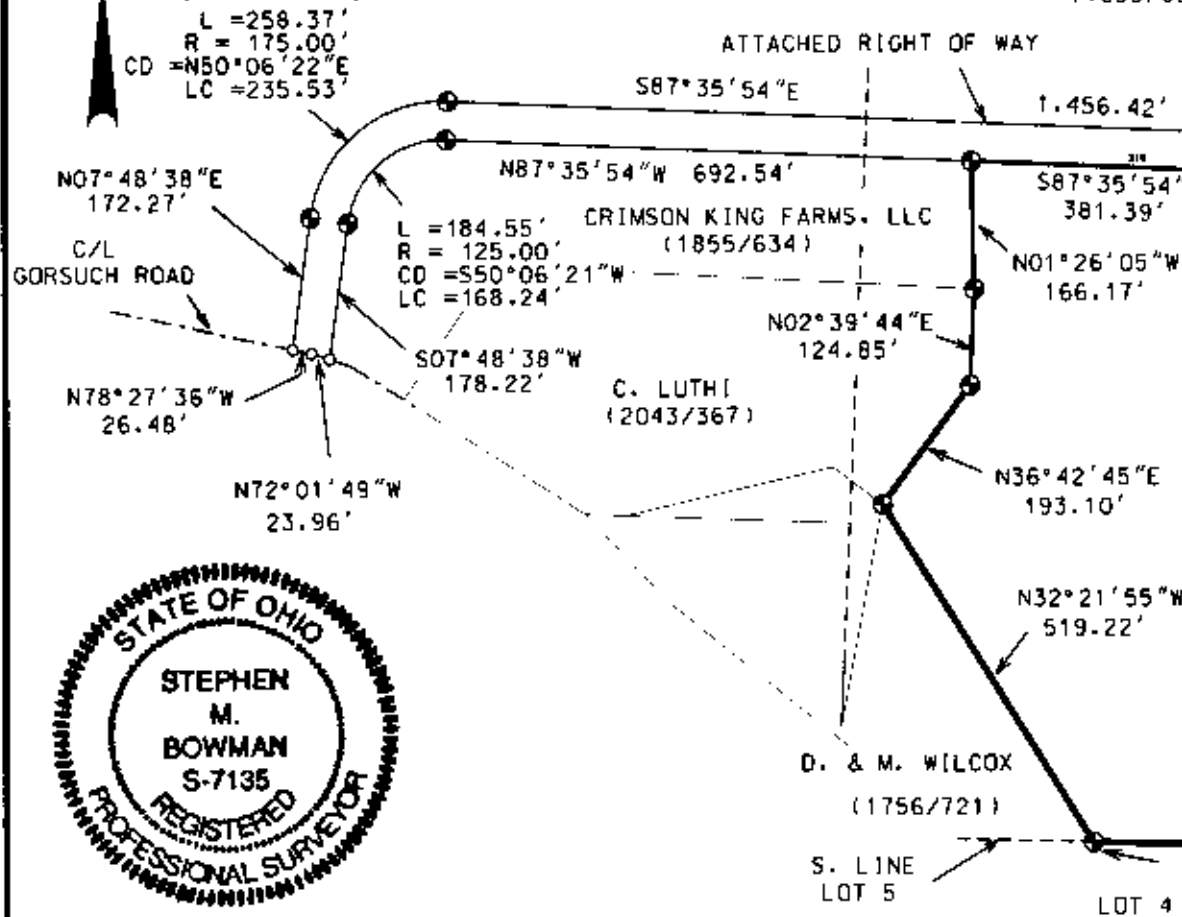 L =258.37'
R = 175.00'
CD =N50°06'22"E
LC =235.53'
ATTACHED RIGHT OF WAY
S87°35'54"E
1,456.42'
N07°48'38"E
172.27'
N87°35'54"W 692.54'
S87°35'54"
381.39'
C/L
GORSUCH ROAD
L =184.55'
R = 125.00'
CD =S50°06'21"W
LC =168.24'
CRIMSON KING FARMS, LLC
(1855/634)
N01°26'05"W
166.17'
N02°39'44"E
124.85'
S07°48'38"W
178.22'
N78°27'36"W
26.48'
C. LUTHI
(2043/367)
N72°01'49"W
23.96'
N36°42'45"E
193.10'
N32°21'55"W
519.22'
STATE OF OHIO
STEPHEN
M.
BOWMAN
S-7135
REGISTERED
PROFESSIONAL SURVEYOR
D. & M. WILCOX
(1756/721)
S. LINE
LOT 5
LOT 4